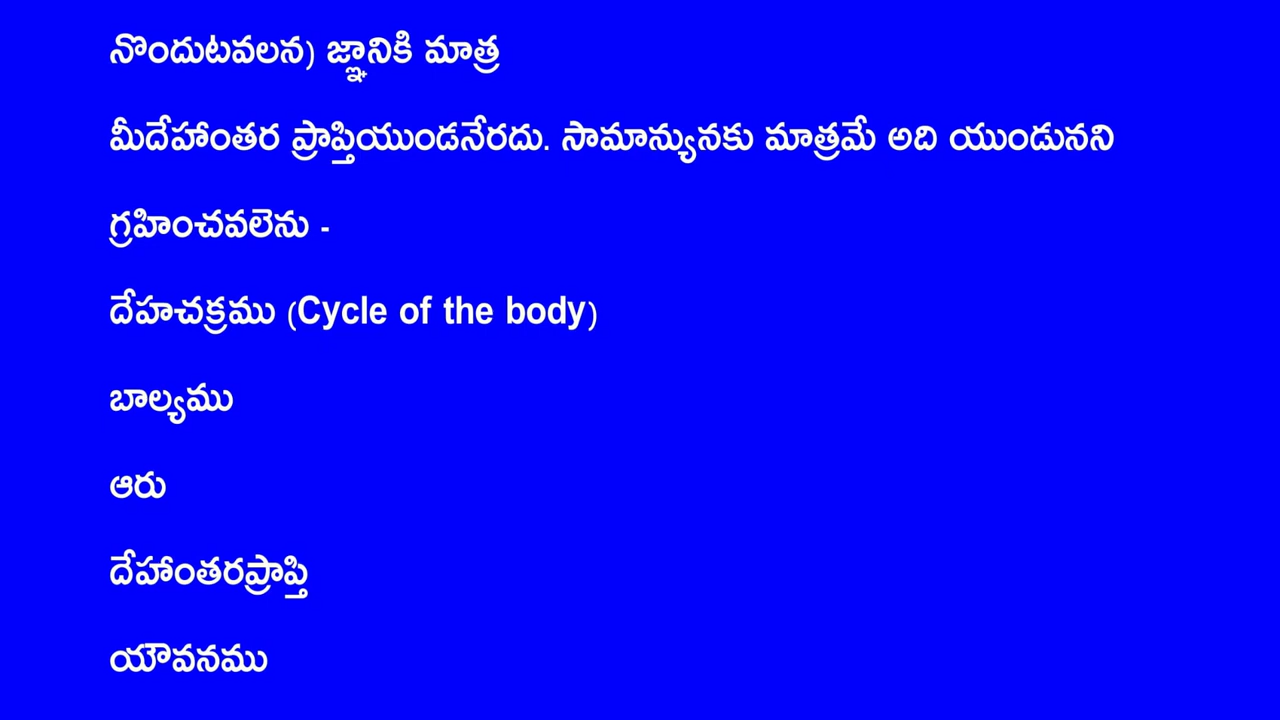 నొందుటవలన) జ్ఞానికి మాత్ర
మీదేహాంతర ప్రాప్తియుండనేరదు. సామాన్యునకు మాత్రమే అది యుండునని
గ్రహించవలెను -
దేహచక్రము (Cycle of the body)
బాల్యము
ఆరు
దేహాంతరప్రాప్తి
యౌవనము